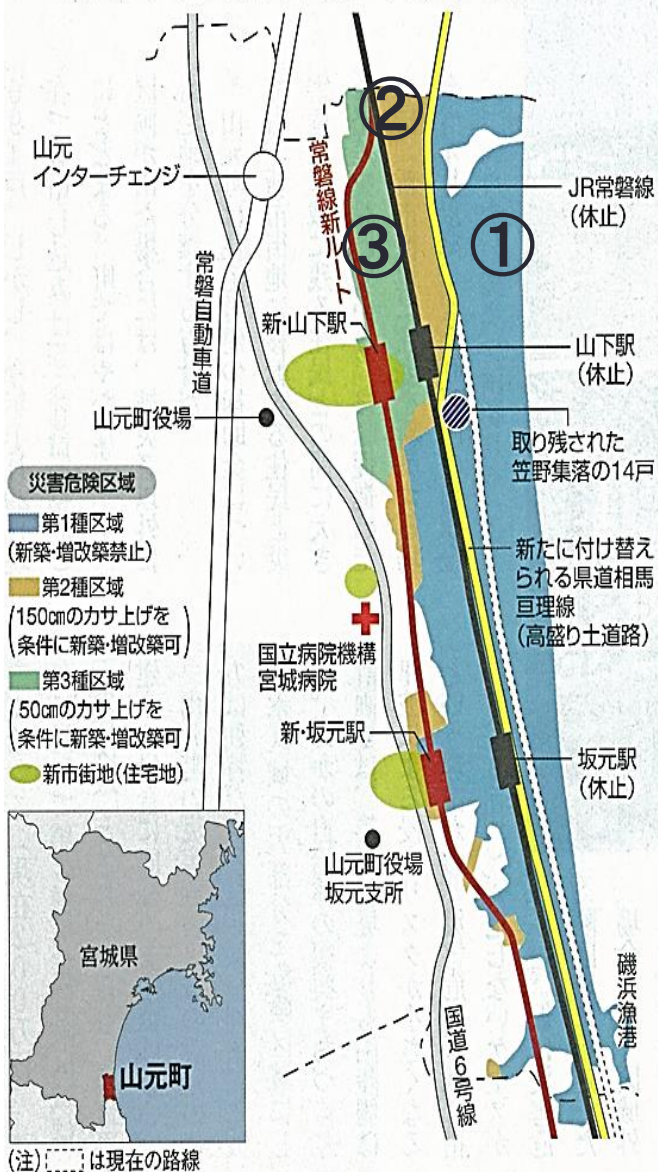 ②
山元
インターチェンジ
常磐線新ルート
JR常磐線
(休止)
③
①
常磐自動車道
新・山下駅
山下駅
(休止)
山元町役場
取り残された
笠野集落の14戸
災害危険区域
第1種区域
(新築・増改築禁止)
第2種区域
(150cmのカサ上げを
条件に新築・増改築可)
第3種区域
(50cmのカサ上げを
条件に新築・増改築可)
新市街地(住宅地)
新たに付け替え
られる県道相馬
亘理線
(高盛り土道路)
国立病院機構
宮城病院
新・坂元駅
坂元駅
(休止)
山元町役場
坂元支所
宮城県
山元町
国道6号線
磯浜漁港
(注) は現在の路線